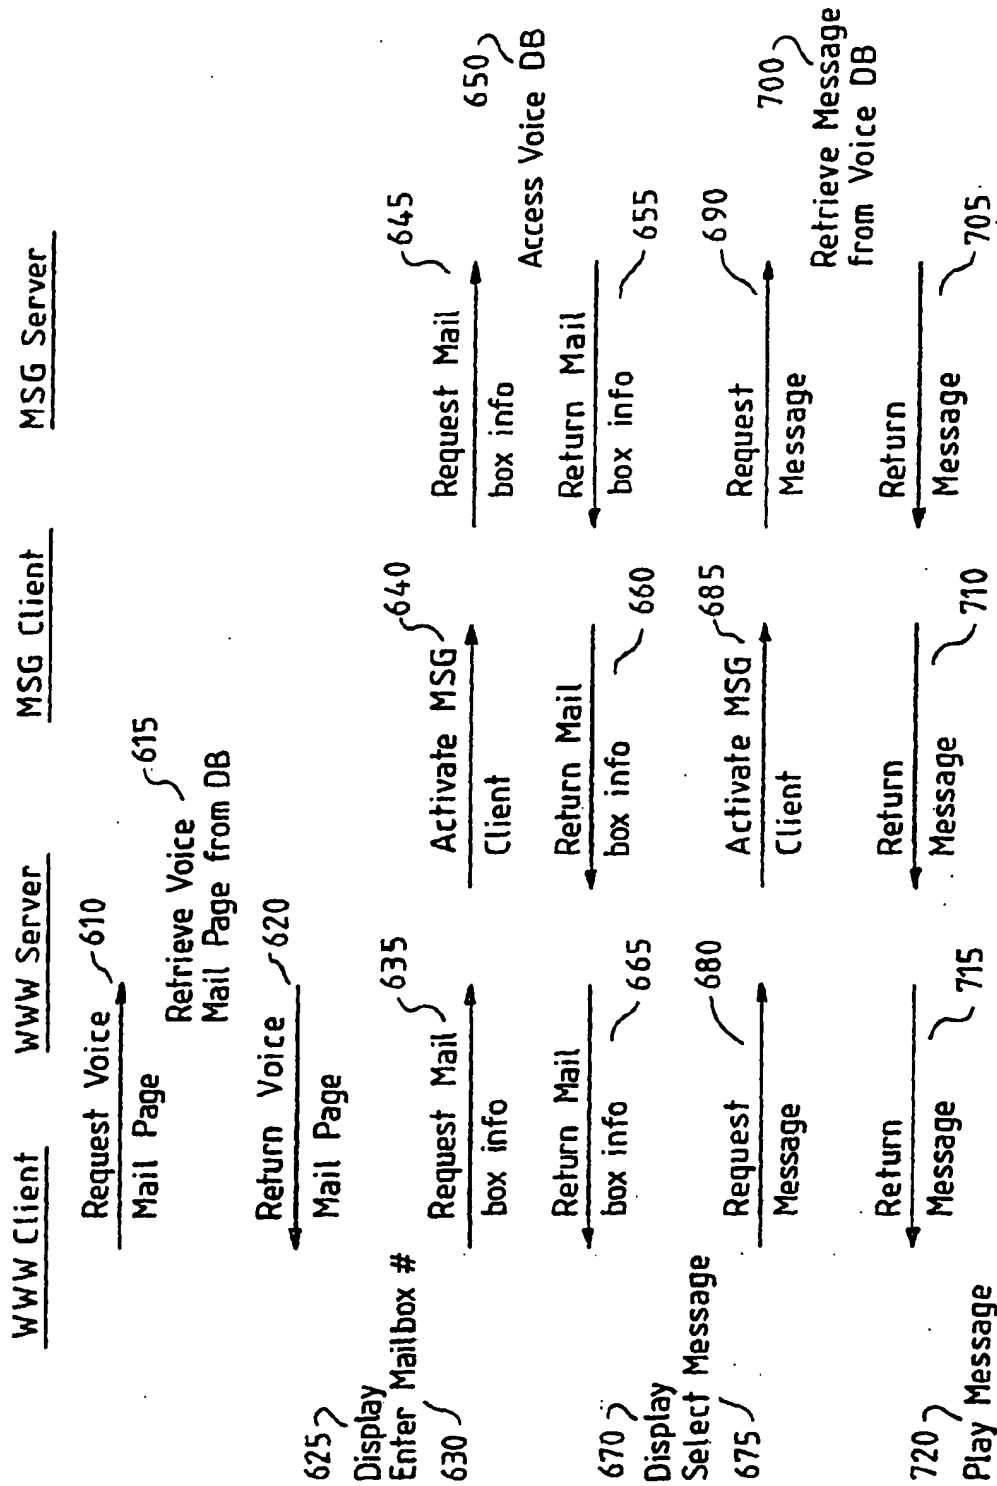 WWW Client
WWW Server
MSG Client
MSG Server
Request Voice
Mail Page
610
Retrieve Voice
Mail Page from DB
615
Return Voice
Mail Page
620
625
Display
Enter Mailbox #
630
Request Mail
box info
635
Activate MSG
Client
640
Request Mail
box info
645
650
Access Voice DB
Return Mail
box info
665
Return Mail
box info
660
Return Mail
box info
655
670
Display
Select Message
675
Request
Message
680
Activate MSG
Client
685
Request
Message
690
700
Retrieve Message
from Voice DB
Return
Message
715
Return
Message
710
Return
Message
705
720
Play Message